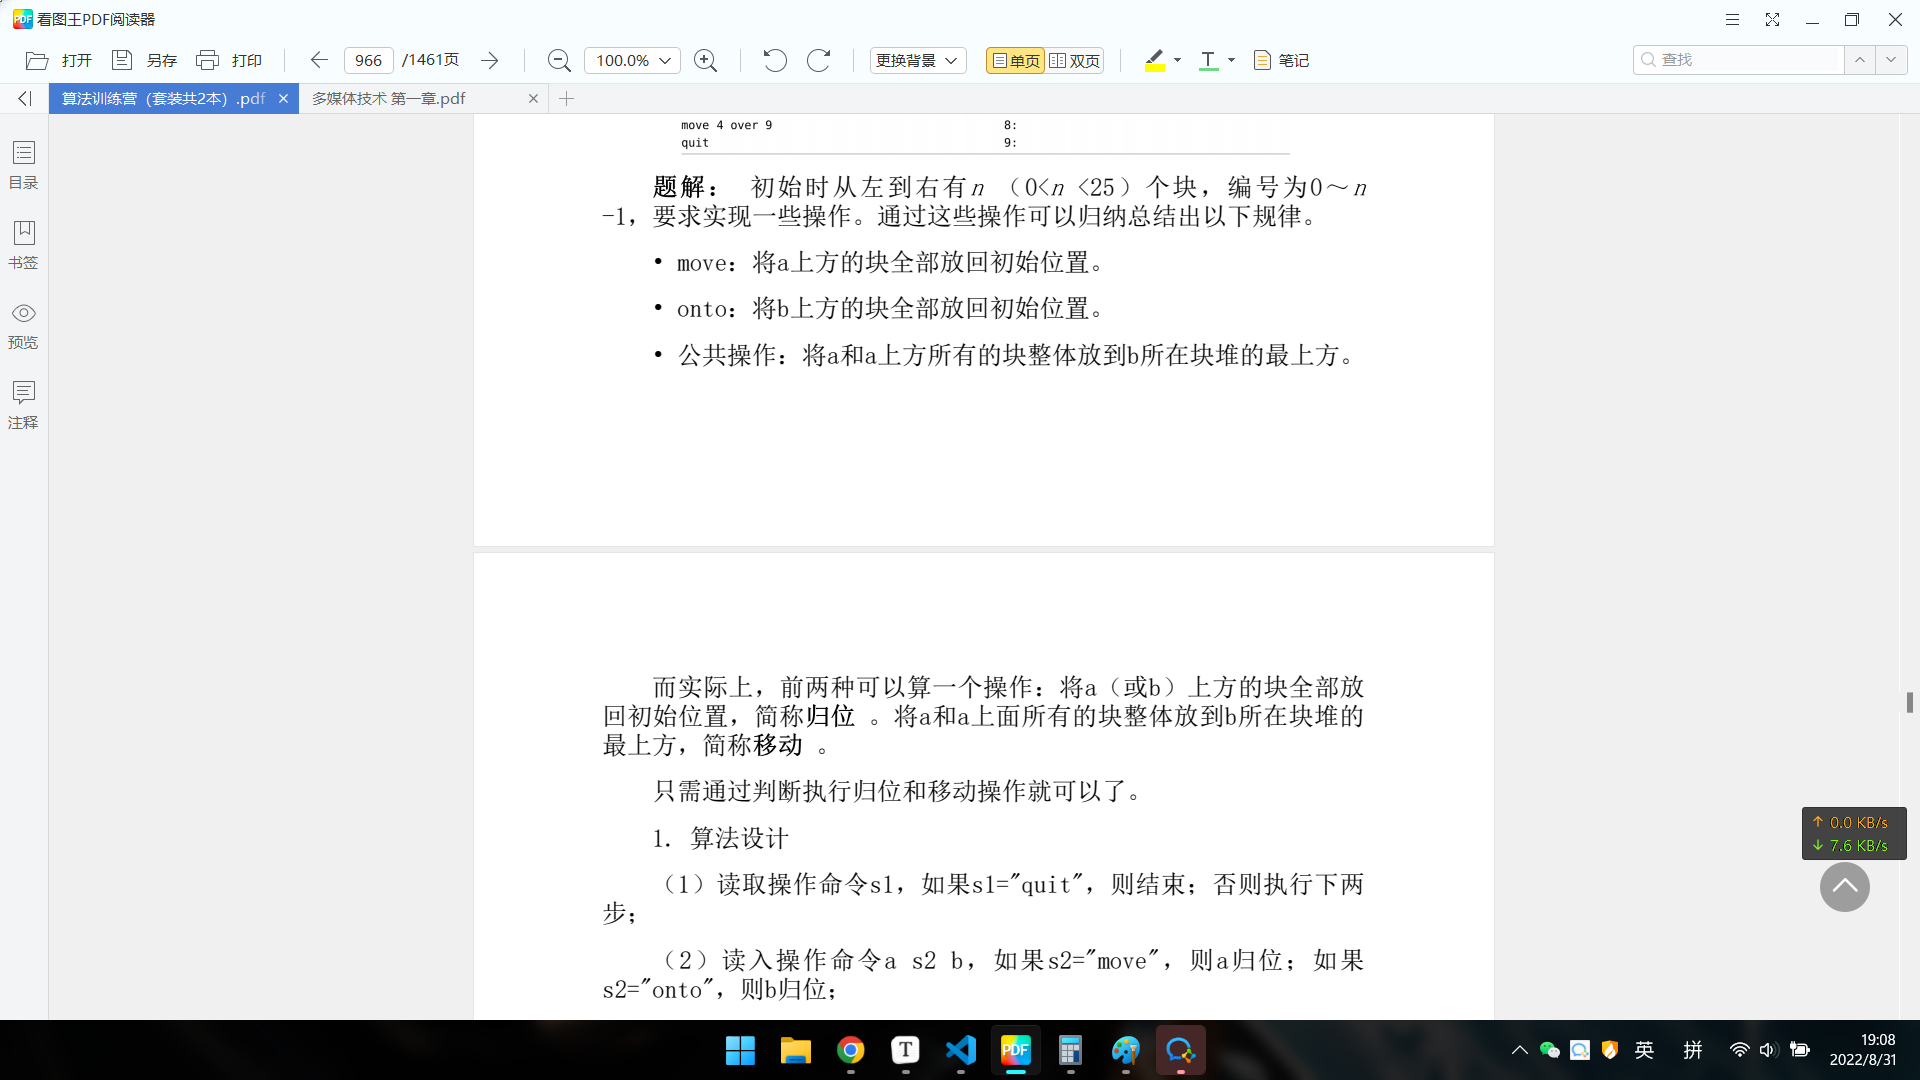 看图王PDF阅读器
打开 另存 打印 966 /1461页 100.0% 更换背景 单页 双页 T 笔记 查找
算法训练营（套装共2本）.pdf 多媒体技术 第一章.pdf
目录
书签
预览
注释
move 4 over 9 8:
quit 9:
题解： 初始时从左到右有n （0<n <25）个块，编号为0～n
-1，要求实现一些操作。通过这些操作可以归纳总结出以下规律。
• move：将a上方的块全部放回初始位置。
• onto：将b上方的块全部放回初始位置。
• 公共操作：将a和a上方所有的块整体放到b所在块堆的最上方。
而实际上，前两种可以算一个操作：将a（或b）上方的块全部放
回初始位置，简称归位 。将a和a上面所有的块整体放到b所在块堆的
最上方，简称移动 。
只需通过判断执行归位和移动操作就可以了。
1. 算法设计
（1）读取操作命令s1，如果s1="quit"，则结束；否则执行下两
步；
（2）读入操作命令a s2 b，如果s2="move"，则a归位；如果
s2="onto"，则b归位；
↑ 0.0 KB/s
↓ 7.6 KB/s
PDF
T
英 拼
19:08
2022/8/31